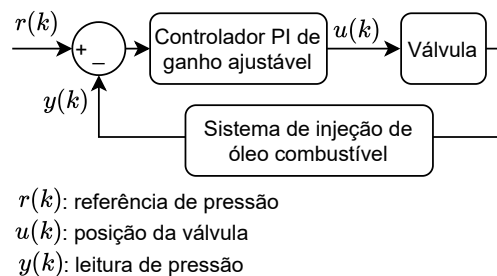 r(k)
+
−
Controlador PI de
ganho ajustável
u(k)
Válvula
y(k)
Sistema de injeção de
óleo combustível
r(k): referência de pressão
u(k): posição da válvula
y(k): leitura de pressão